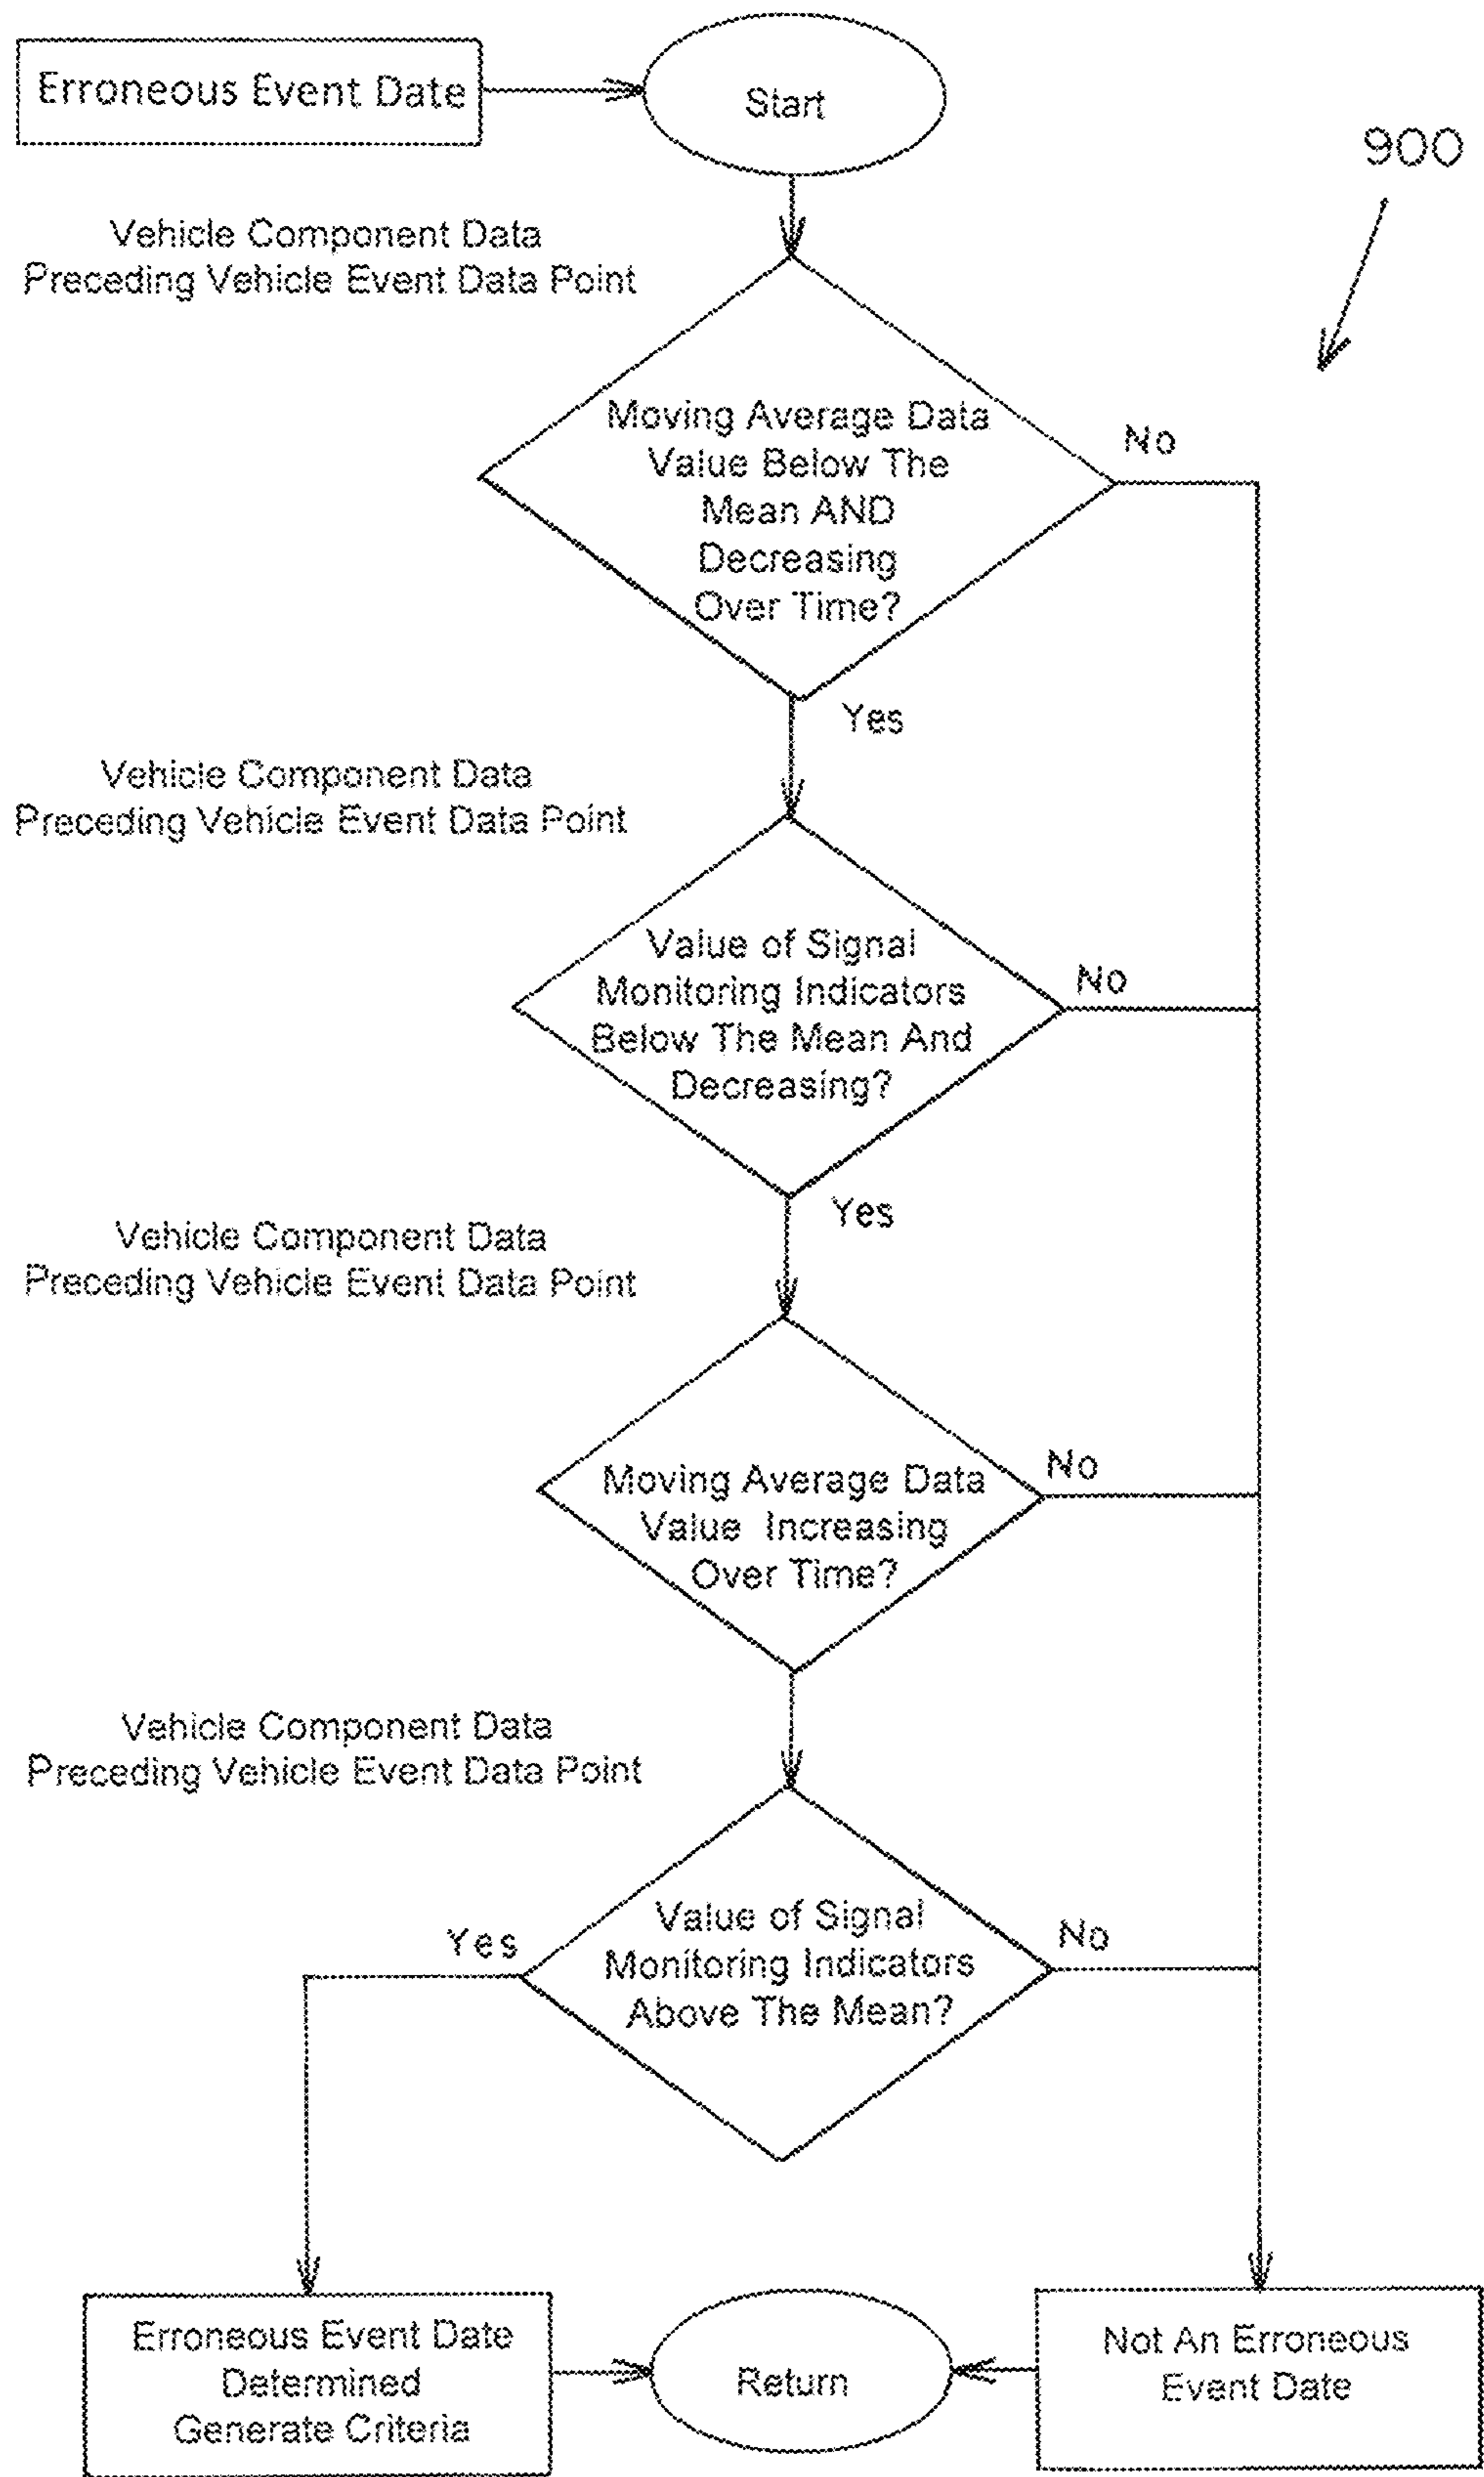 Erroneous Event Date
Start
900
Vehicle Component Data
Preceding Vehicle Event Data Point
Moving Average Data
Value Below The
Mean AND
Decreasing
Over Time?
No
Yes
Vehicle Component Data
Preceding Vehicle Event Data Point
Value of Signal
Monitoring Indicators
Below The Mean And
Decreasing?
No
Yes
Vehicle Component Data
Preceding Vehicle Event Data Point
Moving Average Data
Value Increasing
Over Time?
No
Vehicle Component Data
Preceding Vehicle Event Data Point
Value of Signal
Monitoring Indicators
Above The Mean?
Yes
No
Erroneous Event Date
Determined
Generate Criteria
Return
Not An Erroneous
Event Date